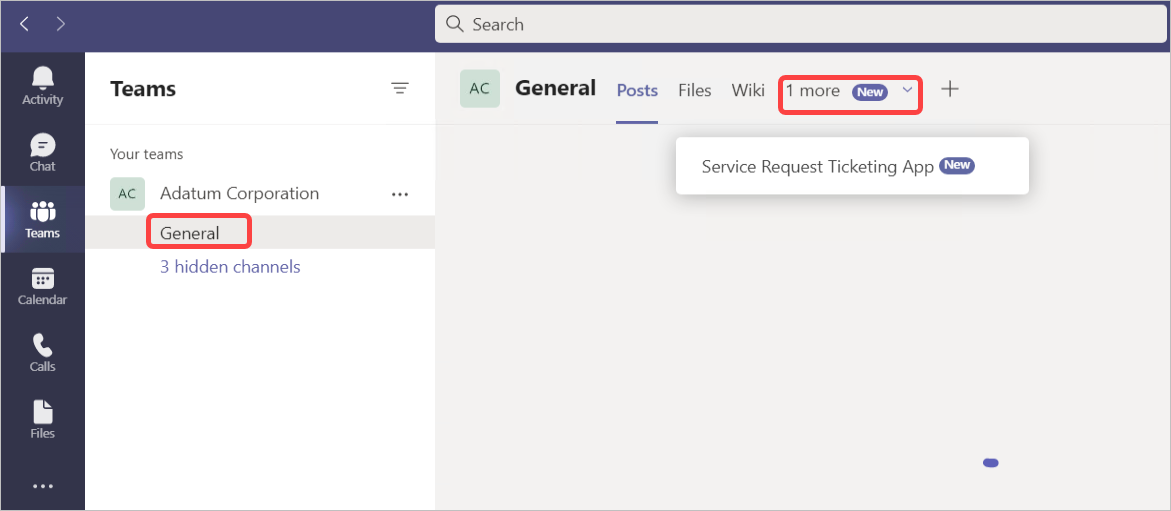 Search
Activity
Chat
Teams
Calendar
Calls
Files
Teams
Your teams
AC Adatum Corporation
General
3 hidden channels
AC General Posts Files Wiki 1 more New
Service Request Ticketing App New